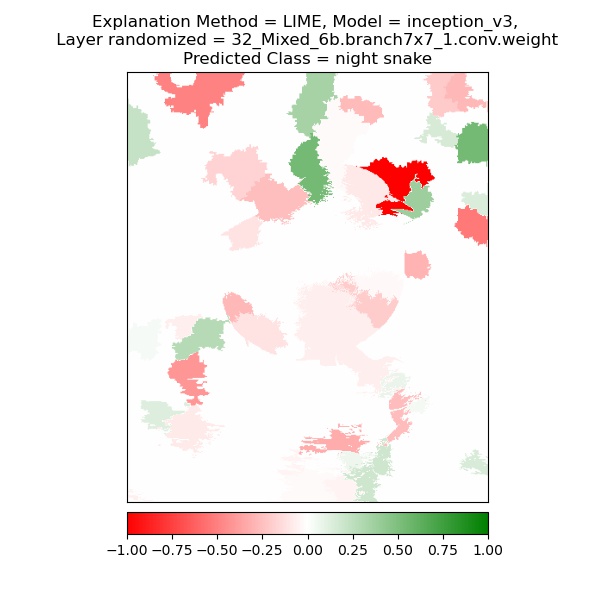 Explanation Method = LIME, Model = inception_v3,
Layer randomized = 32_Mixed_6b.branch7x7_1.conv.weight
Predicted Class = night snake
−1.00 −0.75 −0.50 −0.25 0.00 0.25 0.50 0.75 1.00